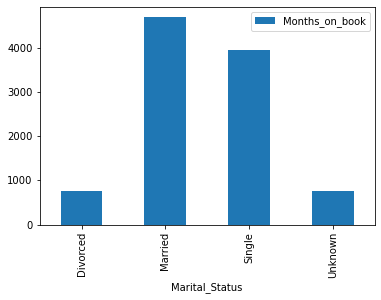 Months_on_book
4000
3000
2000
1000
0
Divorced
Married
Single
Unknown
Marital_Status